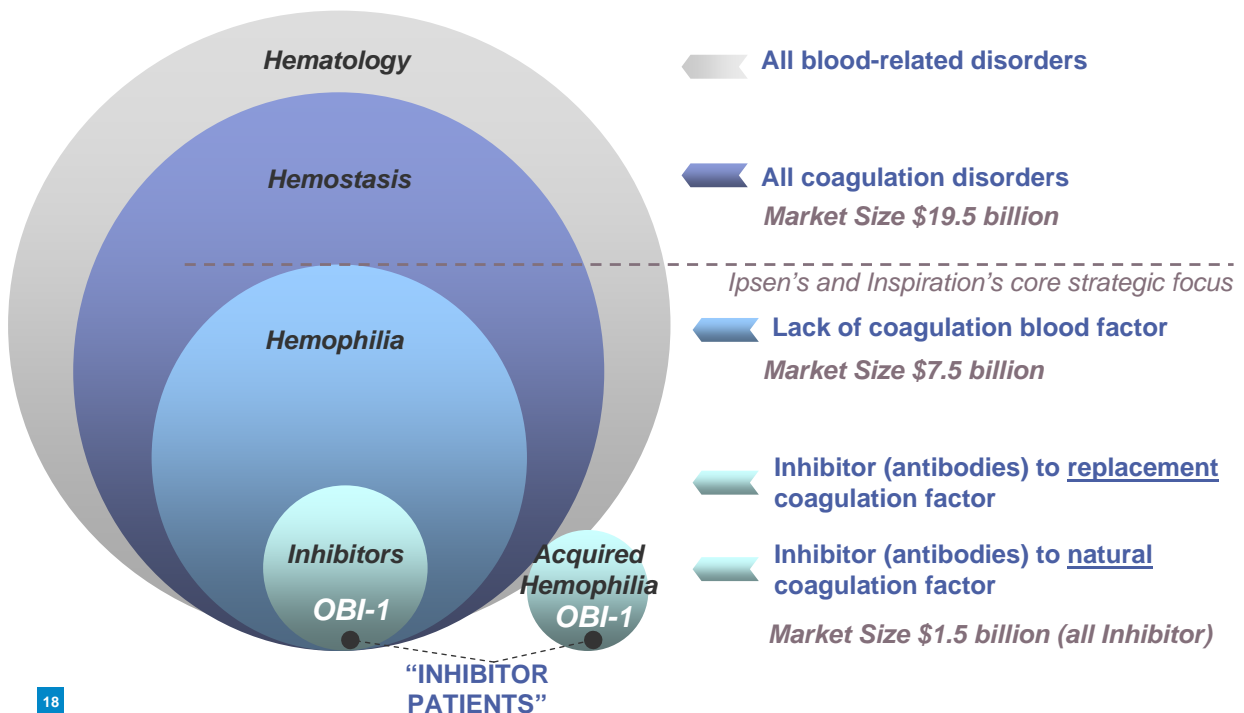 Hematology
All blood-related disorders
Hemostasis
All coagulation disorders
Market Size $19.5 billion
Ipsen’s and Inspiration’s core strategic focus
Hemophilia
Lack of coagulation blood factor
Market Size $7.5 billion
Inhibitor (antibodies) to replacement
coagulation factor
Inhibitors
OBI-1
Acquired
Hemophilia
OBI-1
Inhibitor (antibodies) to natural
coagulation factor
Market Size $1.5 billion (all Inhibitor)
“INHIBITOR
PATIENTS”
18